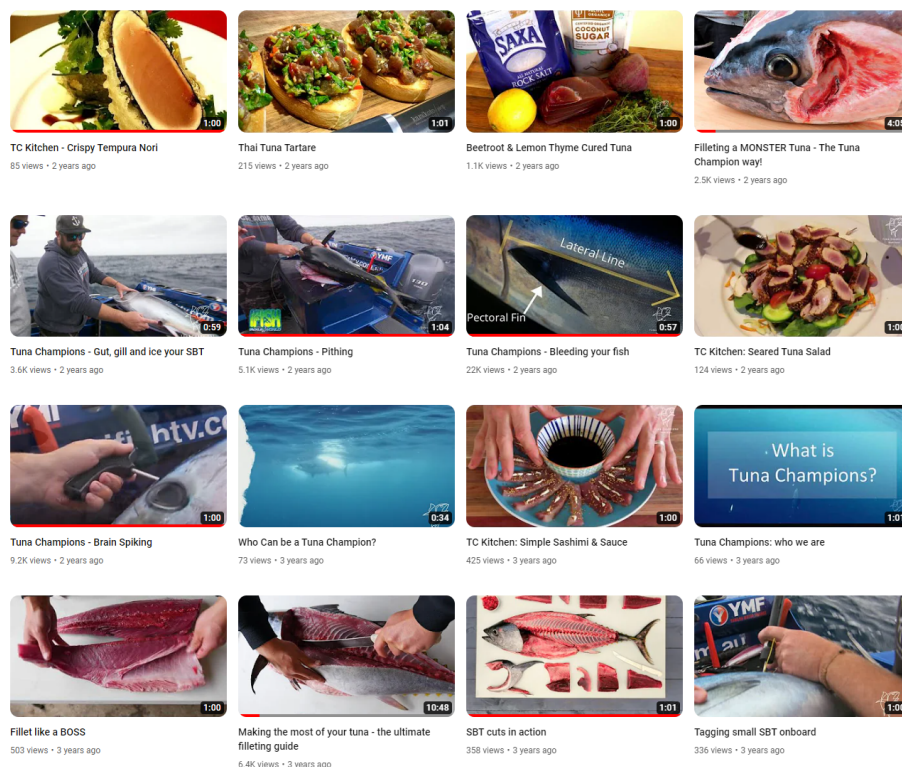 SAXA
ROCK SALT
COCONUT
SUGAR
1:00
1:01
1:00
4:05
TC Kitchen - Crispy Tempura Nori
Thai Tuna Tartare
Beetroot & Lemon Thyme Cured Tuna
Filleting a MONSTER Tuna - The Tuna
Champion way!
85 views • 2 years ago
215 views • 2 years ago
1.1K views • 2 years ago
2.5K views • 2 years ago
YMF
130
Lateral Line
Pectoral Fin
0:59
1:04
0:57
1:00
Tuna Champions - Gut, gill and ice your SBT
Tuna Champions - Pithing
Tuna Champions - Bleeding your fish
TC Kitchen: Seared Tuna Salad
3.6K views • 2 years ago
5.1K views • 2 years ago
22K views • 2 years ago
124 views • 2 years ago
YMF
htv.co
What is
Tuna Champions?
1:00
0:34
1:00
1:01
Tuna Champions - Brain Spiking
Who Can be a Tuna Champion?
TC Kitchen: Simple Sashimi & Sauce
Tuna Champions: who we are
9.2K views • 2 years ago
73 views • 3 years ago
425 views • 3 years ago
66 views • 3 years ago
YMF
1:00
10:48
1:01
1:00
Fillet like a BOSS
Making the most of your tuna - the ultimate
filleting guide
SBT cuts in action
Tagging small SBT onboard
503 views • 3 years ago
6.4K views • 3 years ago
358 views • 3 years ago
336 views • 3 years ago